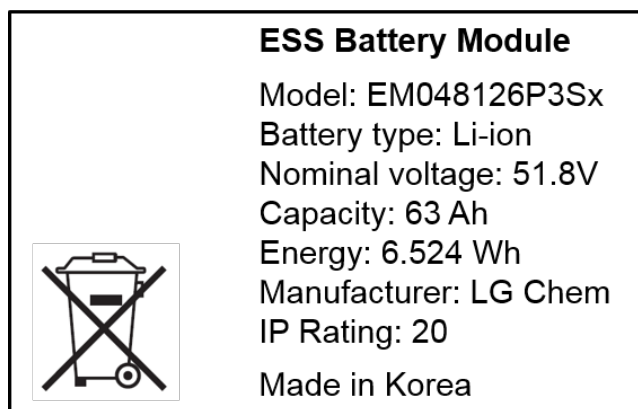 ESS Battery Module
Model: EM048126P3Sx
Battery type: Li-ion
Nominal voltage: 51.8V
Capacity: 63 Ah
Energy: 6.524 Wh
Manufacturer: LG Chem
IP Rating: 20
Made in Korea